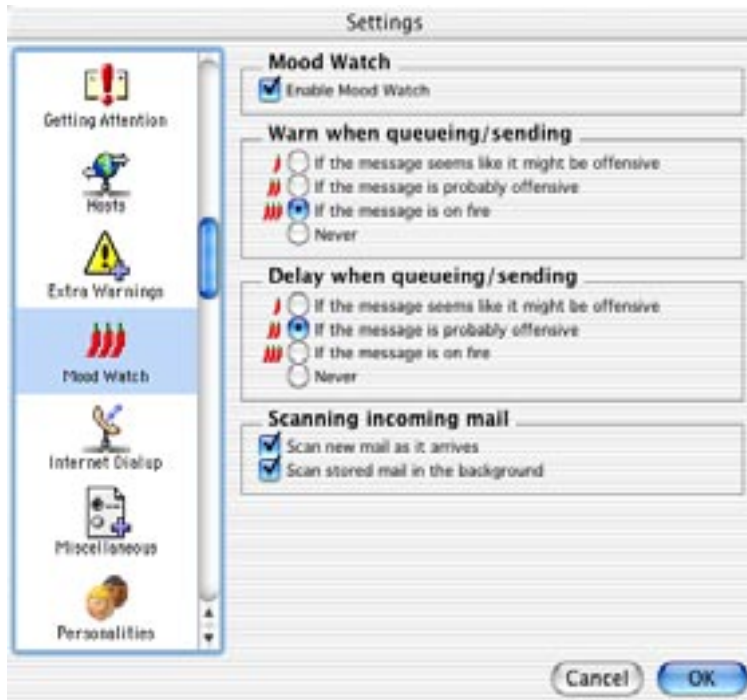 Settings
Getting Attention
Hosts
Extra Warnings
Mood Watch
Internet Dialup
Miscellaneous
Personalities
Mood Watch
Enable Mood Watch
Warn when queueing/sending
If the message seems like it might be offensive
If the message is probably offensive
If the message is on fire
Never
Delay when queueing/sending
If the message seems like it might be offensive
If the message is probably offensive
If the message is on fire
Never
Scanning incoming mail
Scan new mail as it arrives
Scan stored mail in the background
Cancel
OK